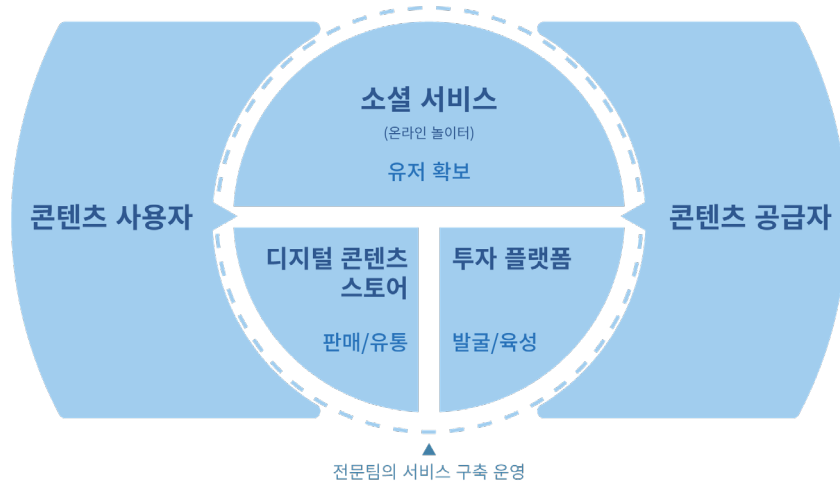 소셜 서비스
(온라인 놀이터)
유저 확보
콘텐츠 사용자
콘텐츠 공급자
디지털 콘텐츠
스토어
판매/유통
투자 플랫폼
발굴/육성
전문팀의 서비스 구축 운영